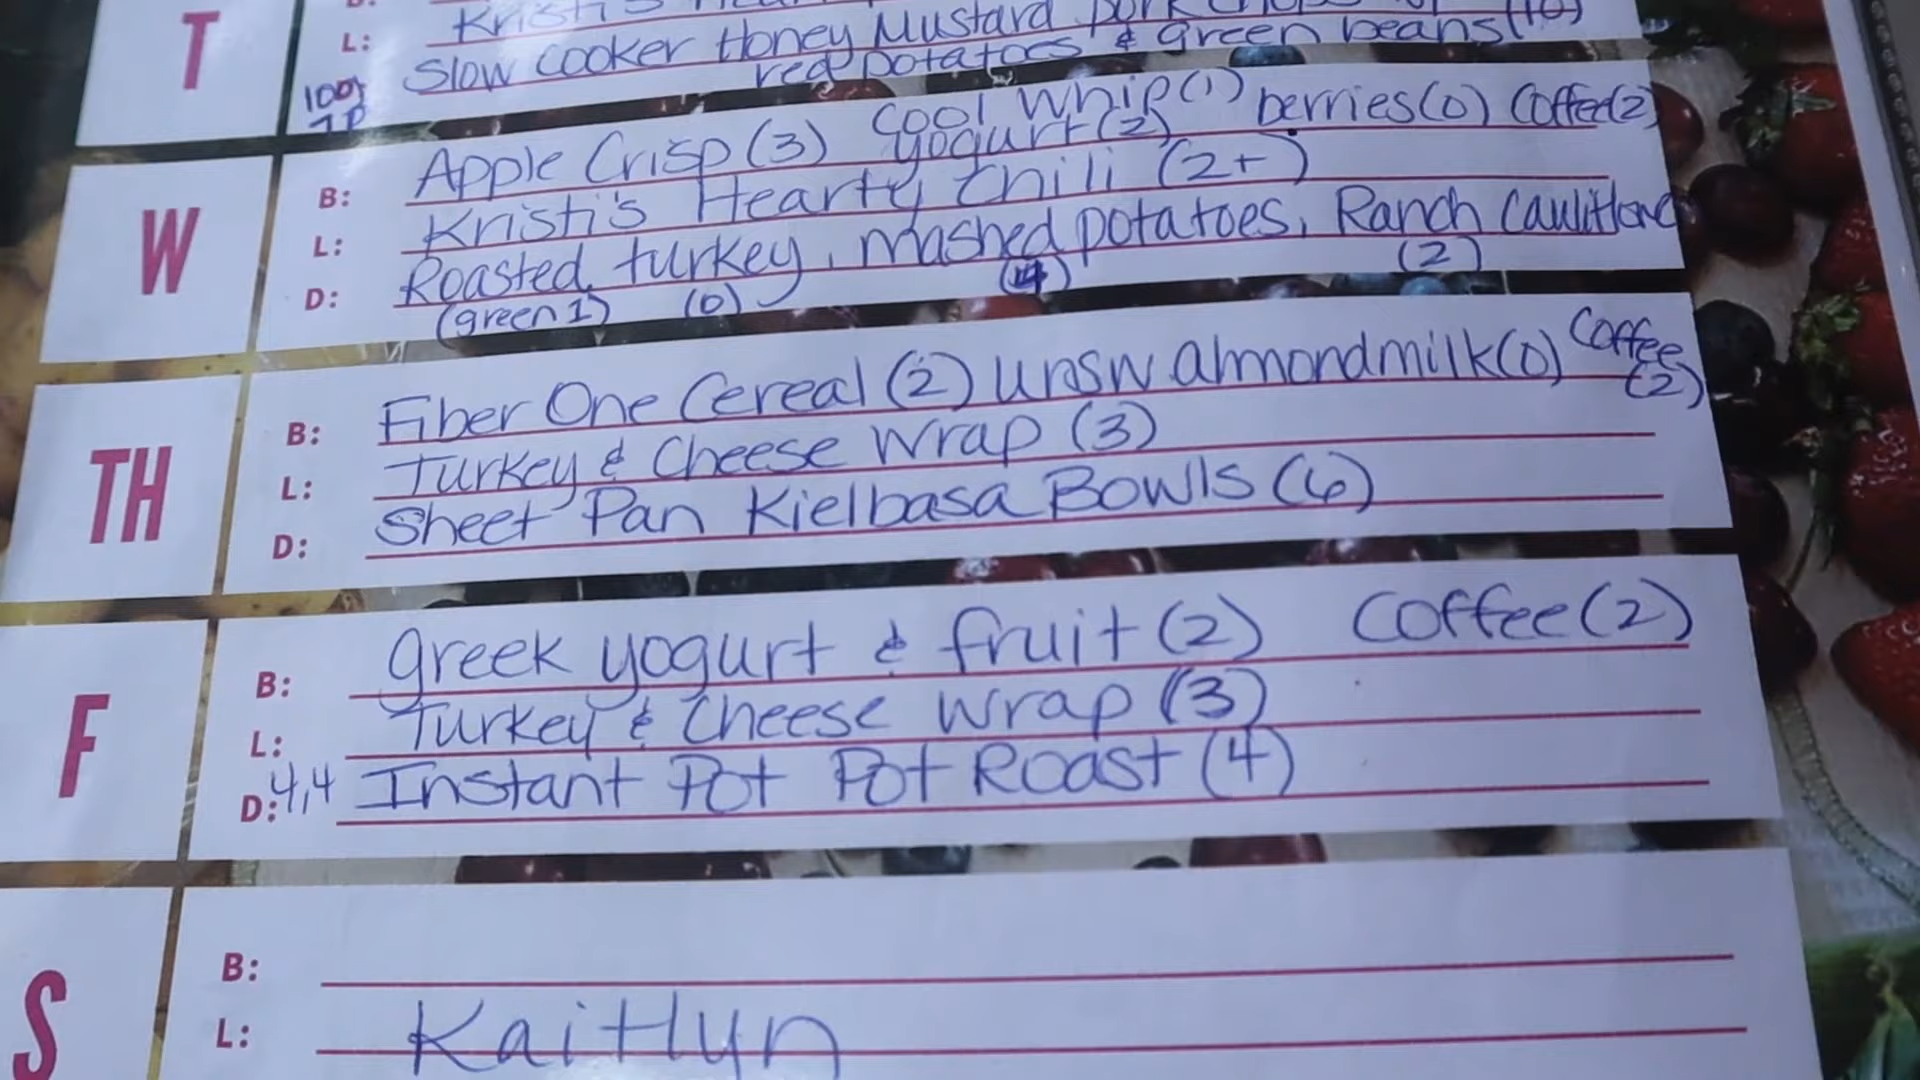 T
L: Kristi's
Slow Cooker Honey Mustard pork
red potatoes & green beans (10)
W
Cool Whip (1)
B: Apple Crisp (3) yogurt (2) berries (0) Coffee (2)
L: Kristi's Hearty Chili (2+)
D: Roasted turkey, mashed potatoes, Ranch
(green 1) (0) (4) (2)
TH
B: Fiber One Cereal (2) unsw almondmilk (0) Coffee (2)
L: Turkey & Cheese Wrap (3)
D: Sheet Pan Kielbasa Bowls (6)
F
B: greek yogurt & fruit (2) Coffee (2)
L: Turkey & Cheese Wrap (3)
D: 4,4 Instant Pot Pot Roast (4)
S
B:
L: Kaitlyn